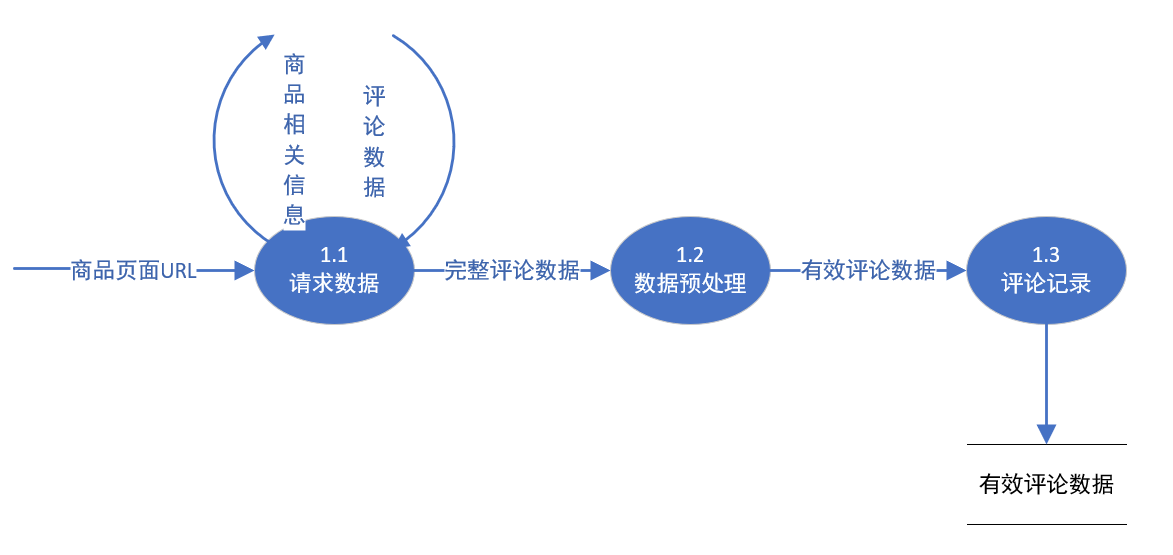 商品相关信息
评论数据
商品页面URL
1.1
请求数据
完整评论数据
1.2
数据预处理
有效评论数据
1.3
评论记录
有效评论数据